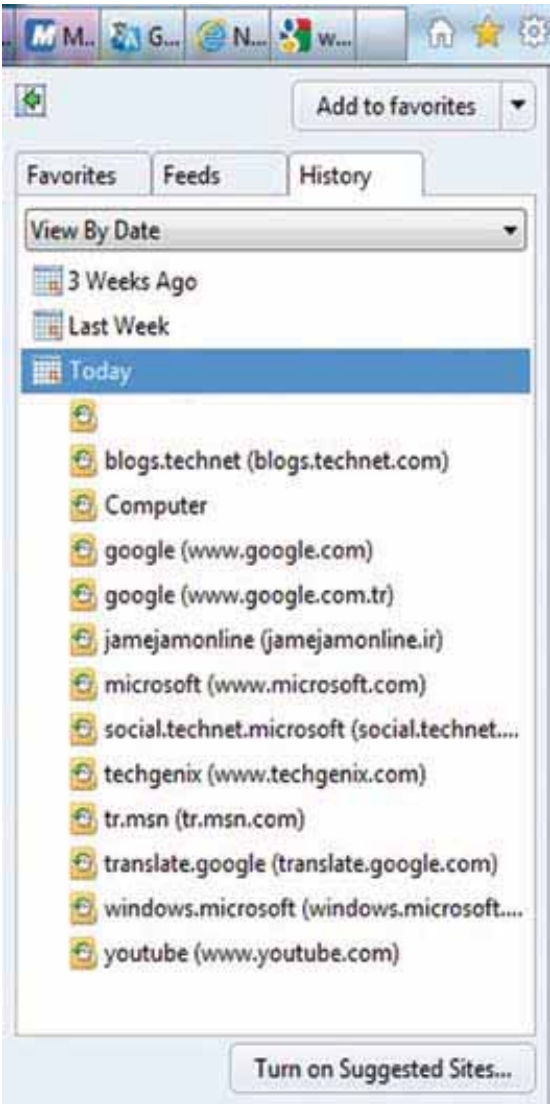 M.. G... N... w...
Add to favorites
Favorites Feeds History
View By Date
3 Weeks Ago
Last Week
Today
blogs.technet (blogs.technet.com)
Computer
google (www.google.com)
google (www.google.com.tr)
jamejamonline (jamejamonline.ir)
microsoft (www.microsoft.com)
social.technet.microsoft (social.technet....
techgenix (www.techgenix.com)
tr.msn (tr.msn.com)
translate.google (translate.google.com)
windows.microsoft (windows.microsoft....
youtube (www.youtube.com)
Turn on Suggested Sites...